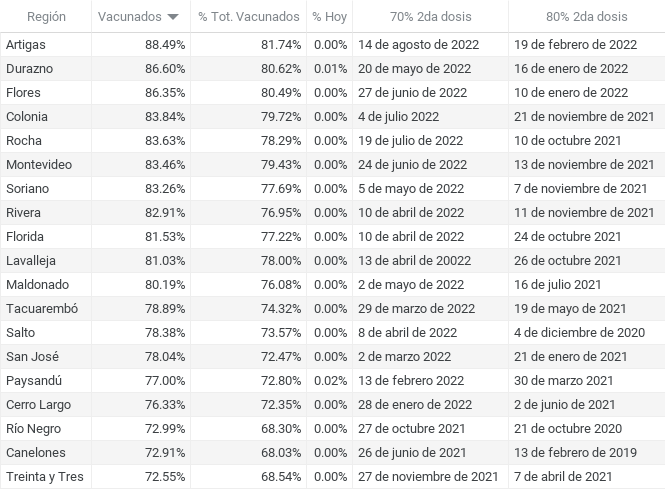 Región Vacunados % Tot. Vacunados % Hoy 70% 2da dosis 80% 2da dosis
Artigas 88.49% 81.74% 0.00% 14 de agosto de 2022 19 de febrero de 2022
Durazno 86.60% 80.62% 0.01% 20 de mayo de 2022 16 de enero de 2022
Flores 86.35% 80.49% 0.00% 27 de junio de 2022 10 de enero de 2022
Colonia 83.84% 79.72% 0.00% 4 de julio 2022 21 de noviembre de 2021
Rocha 83.63% 78.29% 0.00% 19 de julio de 2022 10 de octubre 2021
Montevideo 83.46% 79.43% 0.00% 24 de junio de 2022 13 de noviembre de 2021
Soriano 83.26% 77.69% 0.00% 5 de mayo de 2022 7 de noviembre de 2021
Rivera 82.91% 76.95% 0.00% 10 de abril de 2022 11 de noviembre de 2021
Florida 81.53% 77.22% 0.00% 10 de abril de 2022 24 de octubre 2021
Lavalleja 81.03% 78.00% 0.00% 13 de abril de 20022 26 de octubre 2021
Maldonado 80.19% 76.08% 0.00% 2 de mayo de 2022 16 de julio 2021
Tacuarembó 78.89% 74.32% 0.00% 29 de marzo de 2022 19 de mayo de 2021
Salto 78.38% 73.57% 0.00% 8 de abril de 2022 4 de diciembre de 2020
San José 78.04% 72.47% 0.00% 2 de marzo 2022 21 de enero de 2021
Paysandú 77.00% 72.80% 0.02% 13 de febrero 2022 30 de marzo 2021
Cerro Largo 76.33% 72.35% 0.00% 28 de enero de 2022 2 de junio de 2021
Río Negro 72.99% 68.30% 0.00% 27 de octubre 2021 21 de octubre 2020
Canelones 72.91% 68.03% 0.00% 26 de junio de 2021 13 de febrero de 2019
Treinta y Tres 72.55% 68.54% 0.00% 27 de noviembre de 2021 7 de abril de 2021